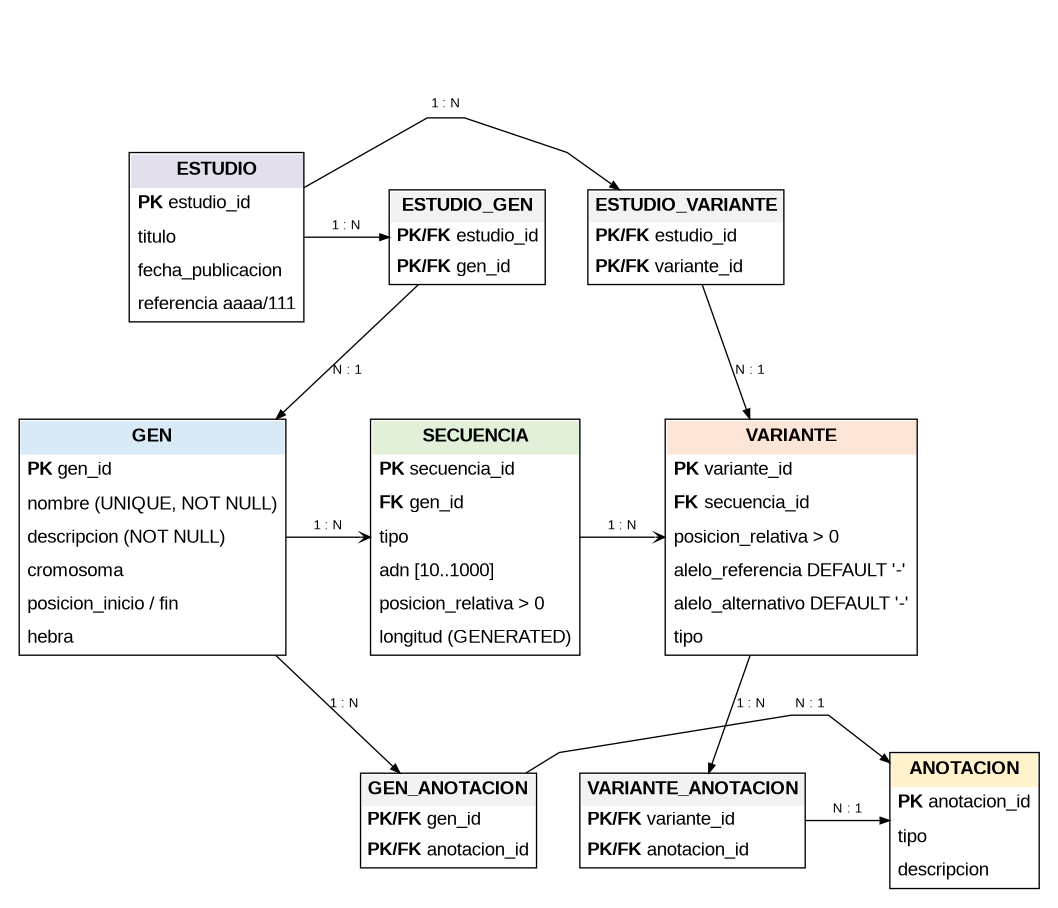 1 : N
ESTUDIO
PK estudio_id
titulo
fecha_publicacion
referencia aaaa/111
1 : N
ESTUDIO_GEN
PK/FK estudio_id
PK/FK gen_id
ESTUDIO_VARIANTE
PK/FK estudio_id
PK/FK variante_id
N : 1
N : 1
GEN
PK gen_id
nombre (UNIQUE, NOT NULL)
descripcion (NOT NULL)
cromosoma
posicion_inicio / fin
hebra
1 : N
SECUENCIA
PK secuencia_id
FK gen_id
tipo
adn [10..1000]
posicion_relativa > 0
longitud (GENERATED)
1 : N
VARIANTE
PK variante_id
FK secuencia_id
posicion_relativa > 0
alelo_referencia DEFAULT '-'
alelo_alternativo DEFAULT '-'
tipo
1 : N
1 : N
N : 1
GEN_ANOTACION
PK/FK gen_id
PK/FK anotacion_id
VARIANTE_ANOTACION
PK/FK variante_id
PK/FK anotacion_id
N : 1
ANOTACION
PK anotacion_id
tipo
descripcion